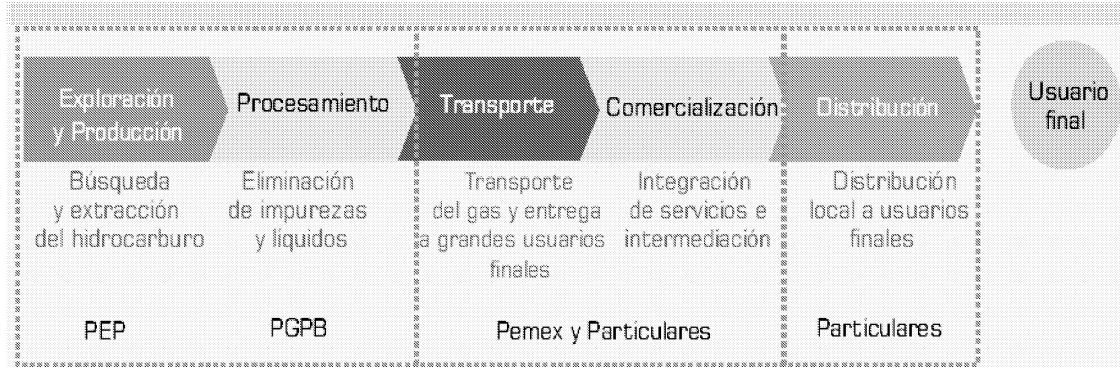 Exploración
y Producción
Procesamiento
Transporte
Comercialización
Distribución
Usuario
final
Búsqueda
y extracción
del hidrocarburo
Eliminación
de impurezas
y líquidos
Transporte
del gas y entrega
a grandes usuarios
finales
Integración
de servicios e
intermediación
Distribución
local a usuarios
finales
PEP
PGPB
Pemex y Particulares
Particulares